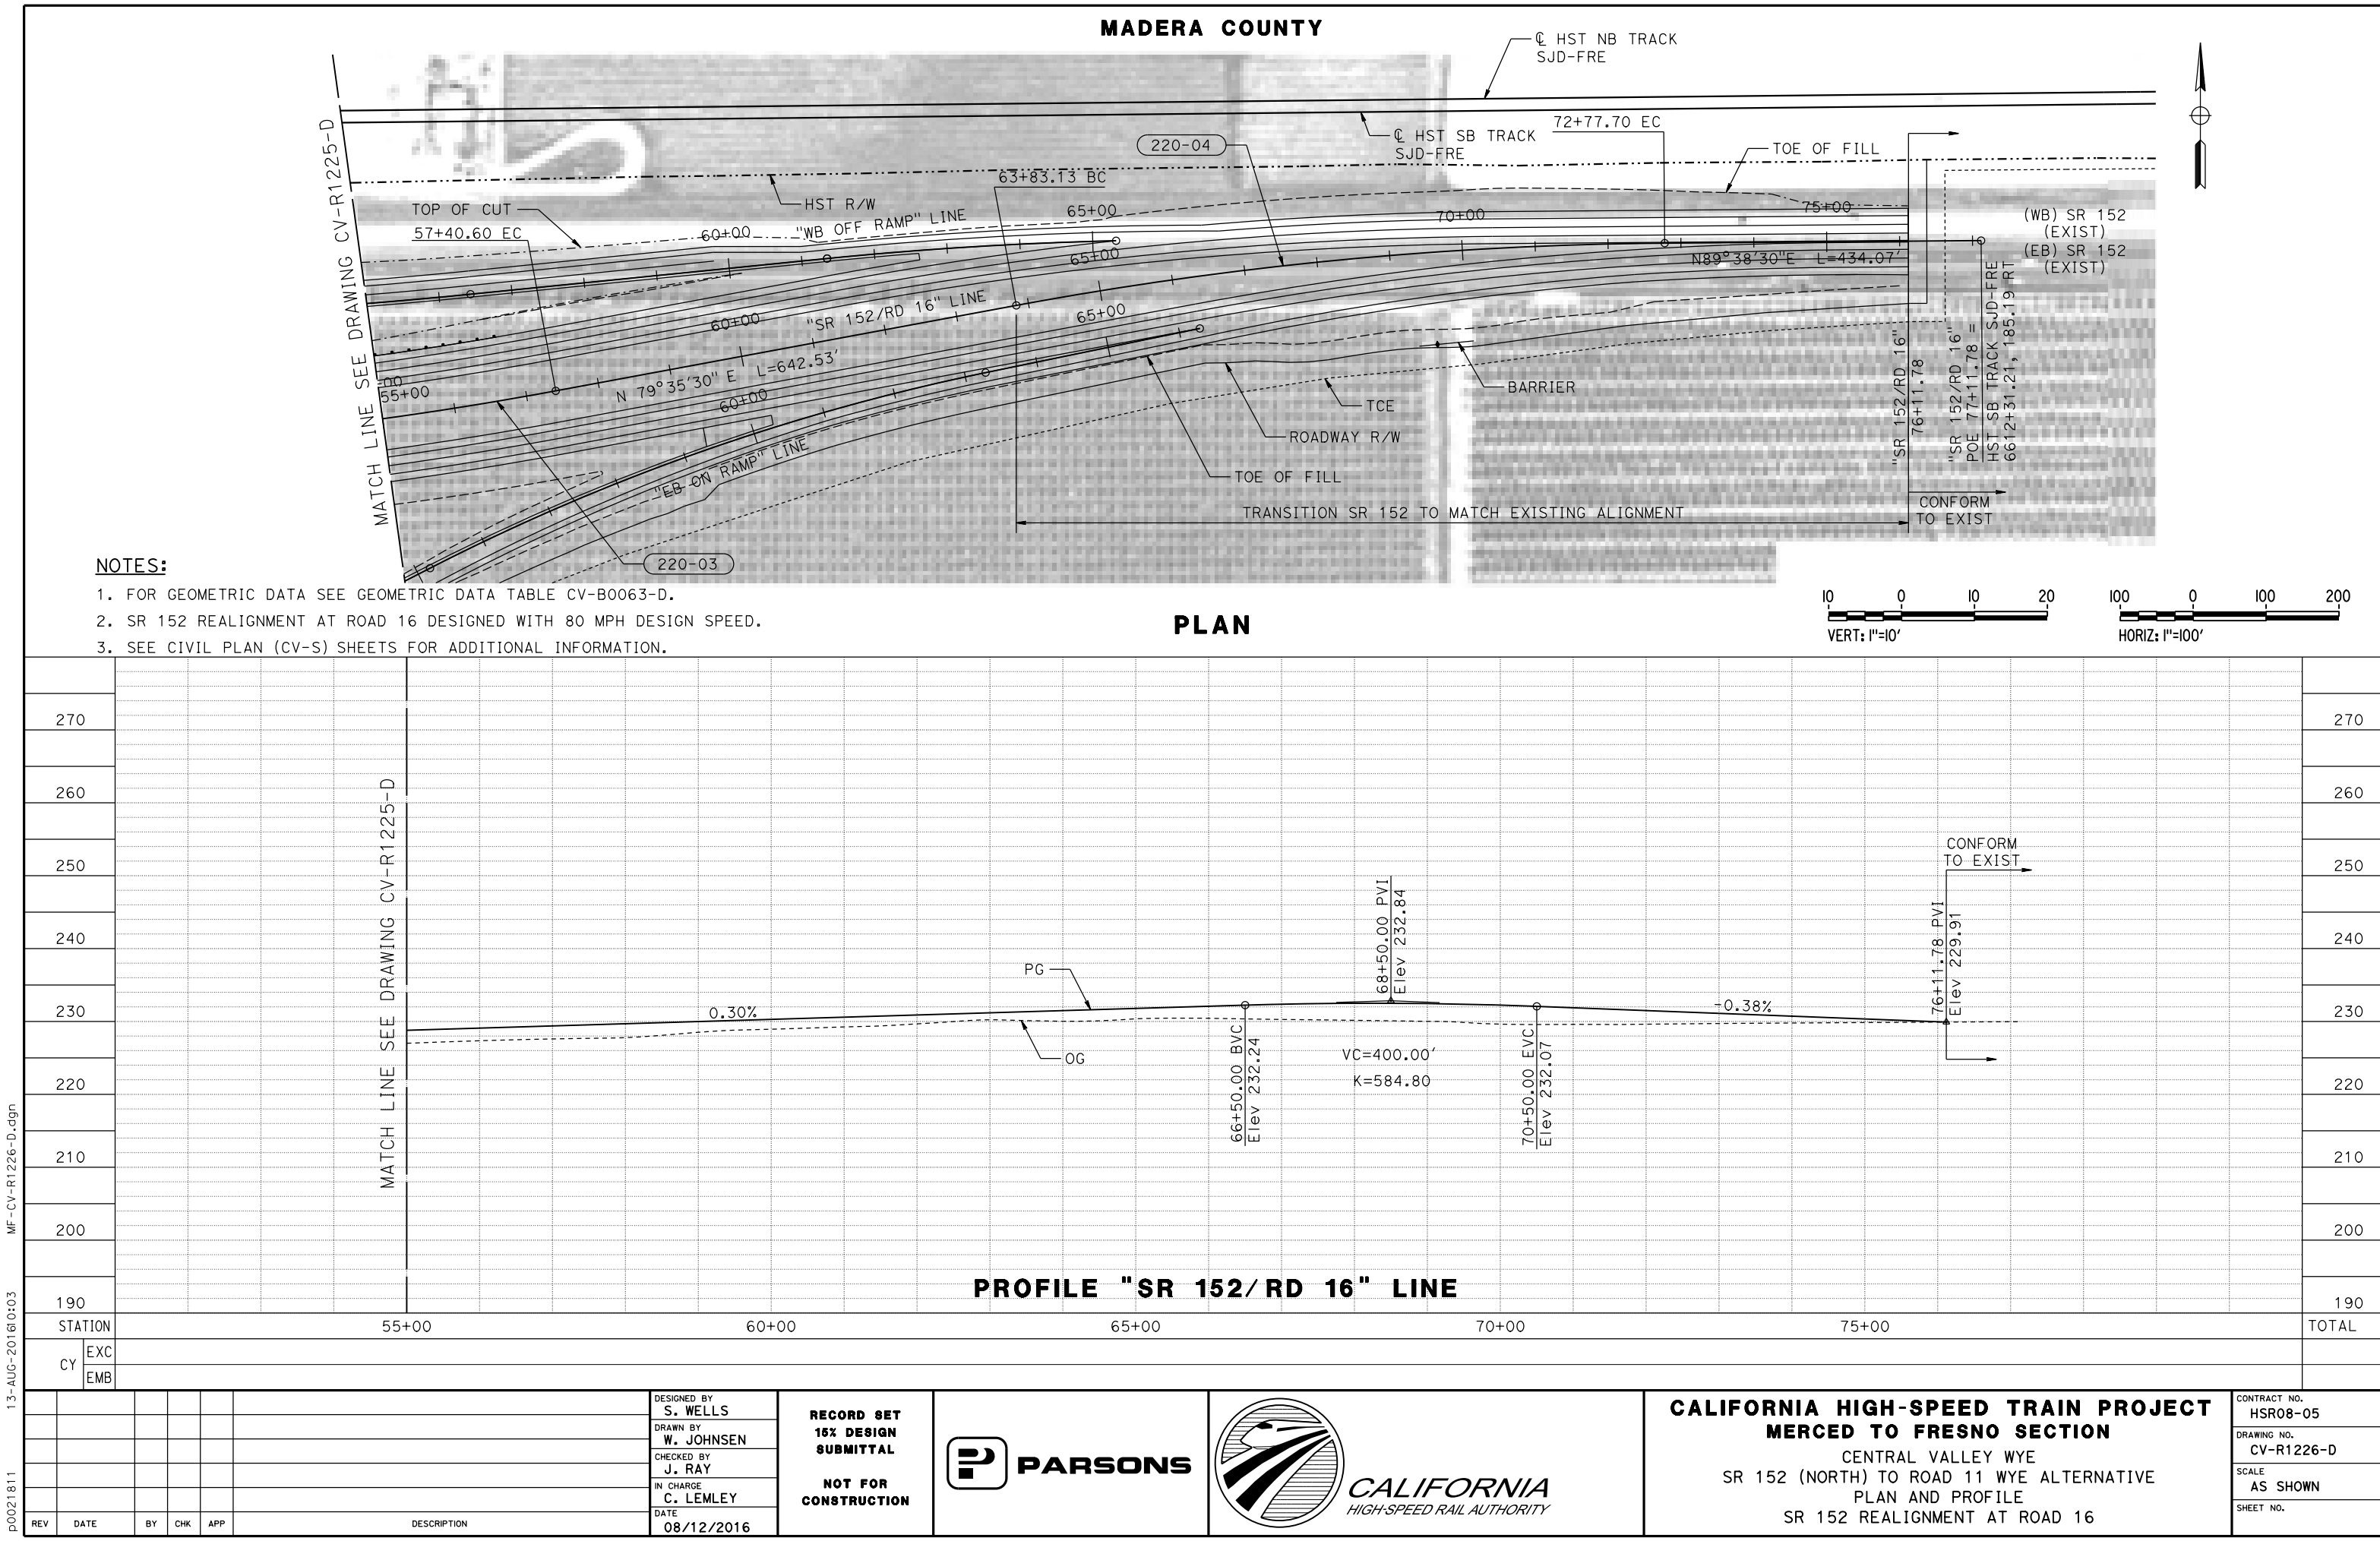 MADERA COUNTY
℄ HST NB TRACK
SJD-FRE
℄ HST SB TRACK
SJD-FRE
72+77.70 EC
220-04
TOE OF FILL
63+83.13 BC
HST R/W
TOP OF CUT
57+40.60 EC
60+00
"WB OFF RAMP" LINE
65+00
70+00
75+00
(WB) SR 152
(EXIST)
(EB) SR 152
(EXIST)
65+00
N89°38'30"E L=434.07'
MATCH LINE SEE DRAWING CV-R1225-D
60+00
"SR 152/RD 16" LINE
65+00
55+00
N 79°35'30" E L=642.53'
60+00
"EB ON RAMP" LINE
BARRIER
TCE
ROADWAY R/W
TOE OF FILL
"SR 152/RD 16"
76+11.78
"SR 152/RD 16"
POE 77+11.78 =
HST SB TRACK SJD-FRE
6612+31.21, 185.19'RT
TRANSITION SR 152 TO MATCH EXISTING ALIGNMENT
CONFORM
TO EXIST
220-03
NOTES:
1. FOR GEOMETRIC DATA SEE GEOMETRIC DATA TABLE CV-B0063-D.
2. SR 152 REALIGNMENT AT ROAD 16 DESIGNED WITH 80 MPH DESIGN SPEED.
3. SEE CIVIL PLAN (CV-S) SHEETS FOR ADDITIONAL INFORMATION.
PLAN
10 0 10 20
VERT: 1"=10'
100 0 100 200
HORIZ: 1"=100'
270 270
260 260
250 250
240 240
230 230
220 220
210 210
200 200
190 190
MATCH LINE SEE DRAWING CV-R1225-D
0.30%
PG
OG
66+50.00 BVC
Elev 232.24
68+50.00 PVI
Elev 232.84
VC=400.00'
K=584.80
70+50.00 EVC
Elev 232.07
-0.38%
76+11.78 PVI
Elev 229.91
CONFORM
TO EXIST
PROFILE "SR 152/RD 16" LINE
STATION 55+00 60+00 65+00 70+00 75+00 TOTAL
CY
EXC
EMB
REV DATE BY CHK APP DESCRIPTION
DESIGNED BY
S. WELLS
DRAWN BY
W. JOHNSEN
CHECKED BY
J. RAY
IN CHARGE
C. LEMLEY
DATE
08/12/2016
RECORD SET
15% DESIGN
SUBMITTAL
NOT FOR
CONSTRUCTION
PARSONS
CALIFORNIA
HIGH-SPEED RAIL AUTHORITY
CALIFORNIA HIGH-SPEED TRAIN PROJECT
MERCED TO FRESNO SECTION
CENTRAL VALLEY WYE
SR 152 (NORTH) TO ROAD 11 WYE ALTERNATIVE
PLAN AND PROFILE
SR 152 REALIGNMENT AT ROAD 16
CONTRACT NO.
HSR08-05
DRAWING NO.
CV-R1226-D
SCALE
AS SHOWN
SHEET NO.
MF-CV-R1226-D.dgn
13-AUG-2016
10:03
p0021811